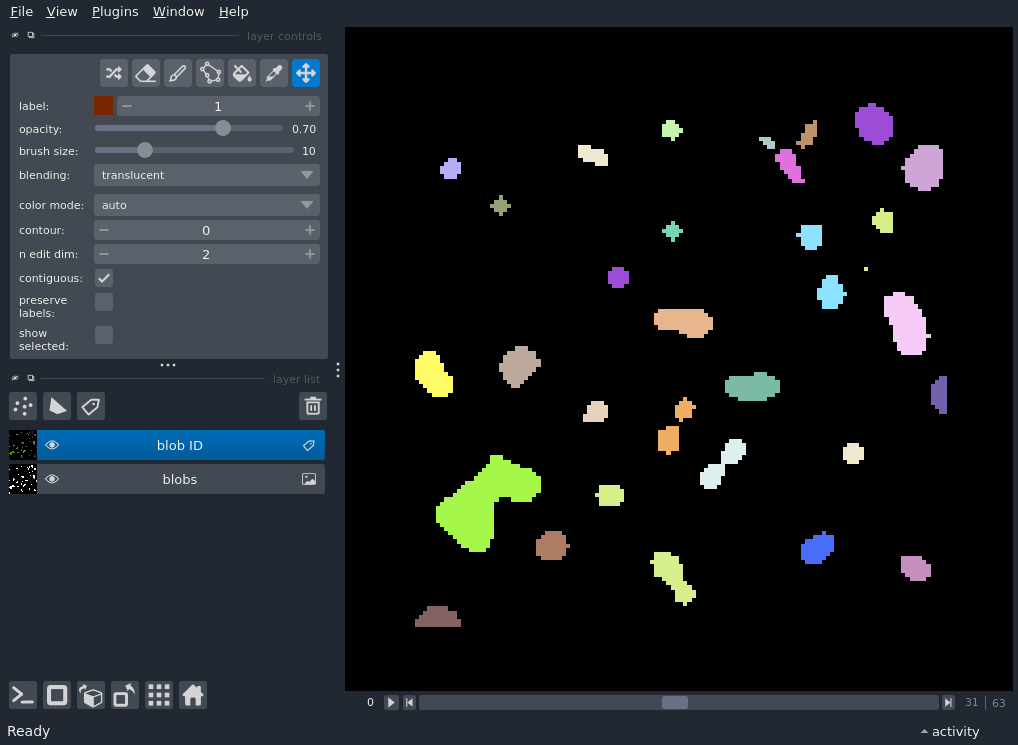 File View Plugins Window Help
layer controls
label: 1
opacity: 0.70
brush size: 10
blending: translucent
color mode: auto
contour: 0
n edit dim: 2
contiguous:
preserve
labels:
show
selected:
layer list
blob ID
blobs
0 31 | 63
Ready activity